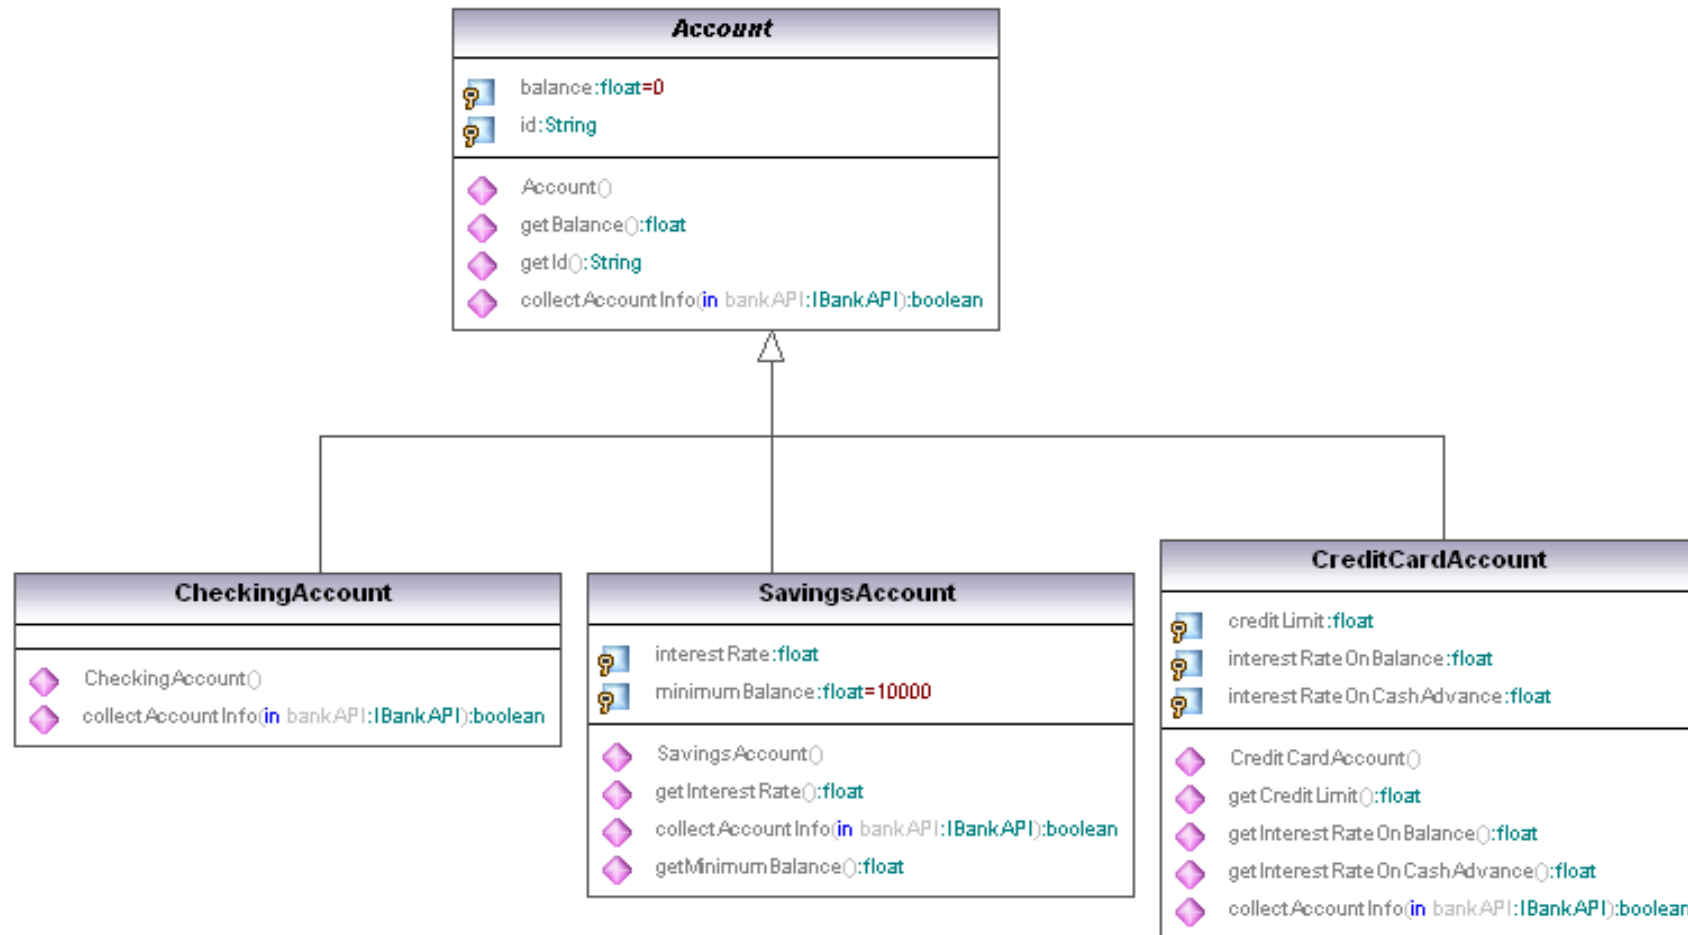 Account
balance:float=0
id:String
Account()
getBalance():float
getId():String
collectAccountInfo(in bankAPI:IBankAPI):boolean
CheckingAccount
CheckingAccount()
collectAccountInfo(in bankAPI:IBankAPI):boolean
SavingsAccount
interestRate:float
minimumBalance:float=10000
SavingsAccount()
getInterestRate():float
collectAccountInfo(in bankAPI:IBankAPI):boolean
getMinimumBalance():float
CreditCardAccount
creditLimit:float
interestRateOnBalance:float
interestRateOnCashAdvance:float
CreditCardAccount()
getCreditLimit():float
getInterestRateOnBalance():float
getInterestRateOnCashAdvance():float
collectAccountInfo(in bankAPI:IBankAPI):boolean